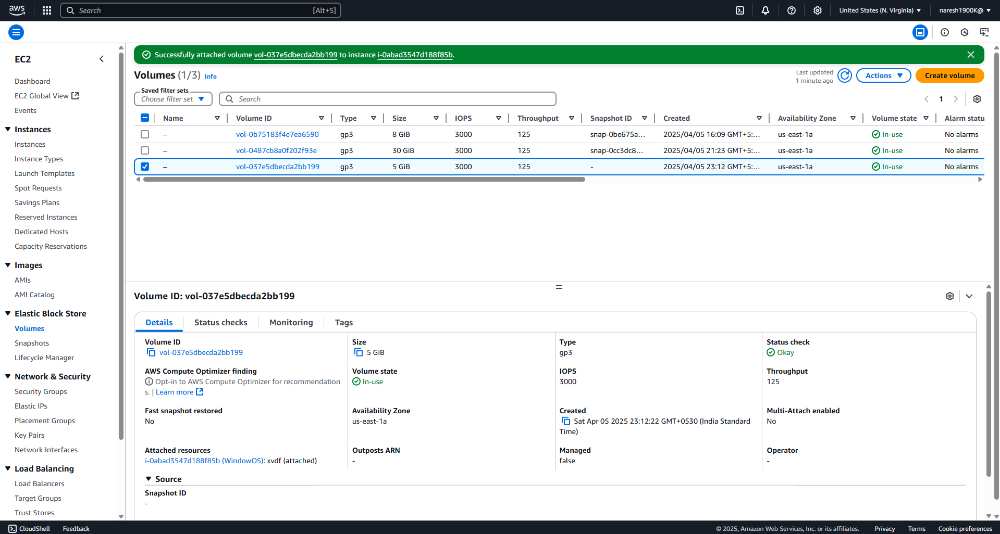 aws
Search [Alt+S]
United States (N. Virginia)
naresh1900K@
EC2
Dashboard
EC2 Global View
Events
Instances
Instances
Instance Types
Launch Templates
Spot Requests
Savings Plans
Reserved Instances
Dedicated Hosts
Capacity Reservations
Images
AMIs
AMI Catalog
Elastic Block Store
Volumes
Snapshots
Lifecycle Manager
Network & Security
Security Groups
Elastic IPs
Placement Groups
Key Pairs
Network Interfaces
Load Balancing
Load Balancers
Target Groups
Trust Stores
Successfully attached volume vol-037e5dbecda2bb199 to instance i-0abad3547d188f85b.
Volumes (1/3) Info
Last updated
1 minute ago
Actions
Create volume
Saved filter sets
Choose filter set
Search
1
Name Volume ID Type Size IOPS Throughput Snapshot ID Created Availability Zone Volume state Alarm statu
– vol-0b75183f4e7ea6590 gp3 8 GiB 3000 125 snap-0be675a... 2025/04/05 16:09 GMT+5:... us-east-1a In-use No alarms
– vol-0487cb8a0f202f93e gp3 30 GiB 3000 125 snap-0cc3dc8... 2025/04/05 21:23 GMT+5:... us-east-1a In-use No alarms
– vol-037e5dbecda2bb199 gp3 5 GiB 3000 125 - 2025/04/05 23:12 GMT+5:... us-east-1a In-use No alarms
Volume ID: vol-037e5dbecda2bb199
Details Status checks Monitoring Tags
Volume ID
vol-037e5dbecda2bb199
Size
5 GiB
Type
gp3
Status check
Okay
AWS Compute Optimizer finding
Opt-in to AWS Compute Optimizer for recommendation
s. | Learn more
Volume state
In-use
IOPS
3000
Throughput
125
Fast snapshot restored
No
Availability Zone
us-east-1a
Created
Sat Apr 05 2025 23:12:22 GMT+0530 (India Standard
Time)
Multi-Attach enabled
No
Attached resources
i-0abad3547d188f85b (WindowOS): xvdf (attached)
Outposts ARN
-
Managed
false
Operator
-
Source
Snapshot ID
-
CloudShell Feedback
© 2025, Amazon Web Services, Inc. or its affiliates. Privacy Terms Cookie preferences